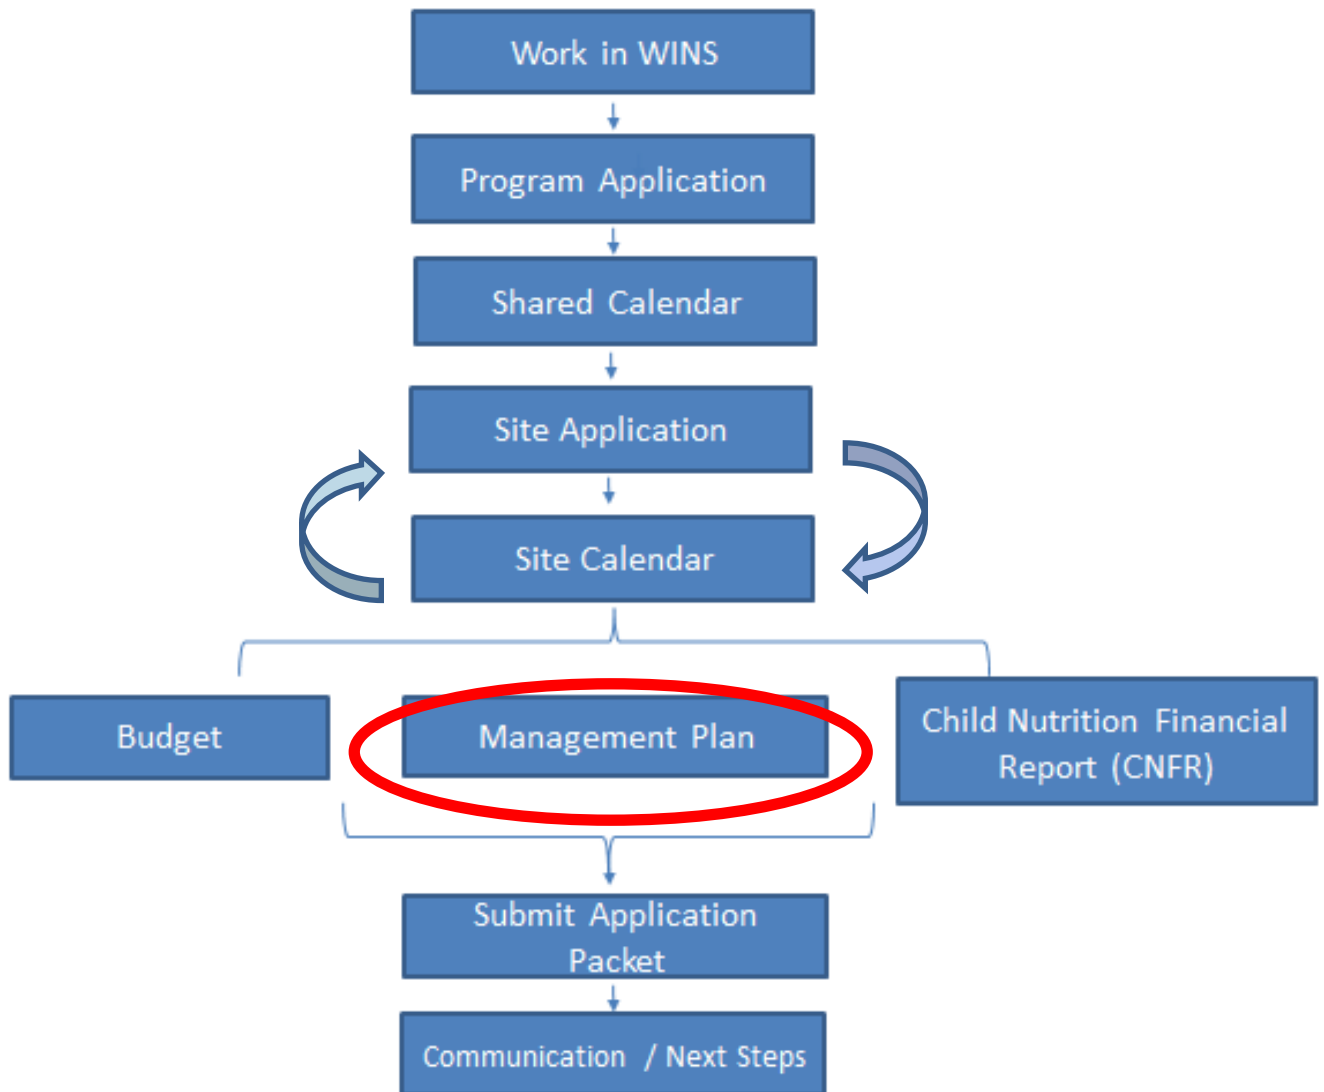 Work in WINS
Program Application
Shared Calendar
Site Application
Site Calendar
Budget
Management Plan
Child Nutrition Financial
Report (CNFR)
Submit Application
Packet
Communication / Next Steps